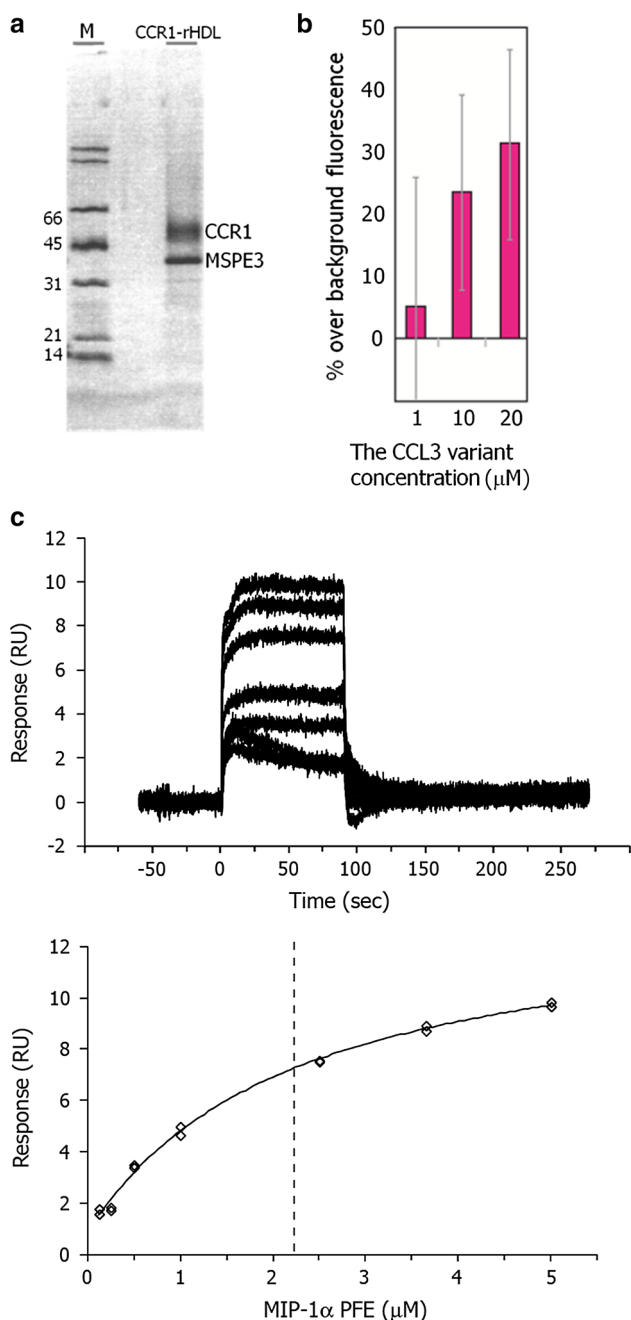 a
M CCR1-rHDL
66
45
31
21
14
CCR1
MSPE3
b
% over background fluorescence
50
40
30
20
10
0
1 10 20
The CCL3 variant
concentration (μM)
c
Response (RU)
12
10
8
6
4
2
0
-2
-50 0 50 100 150 200 250
Time (sec)
Response (RU)
12
10
8
6
4
2
0
0 1 2 3 4 5
MIP-1α PFE (μM)